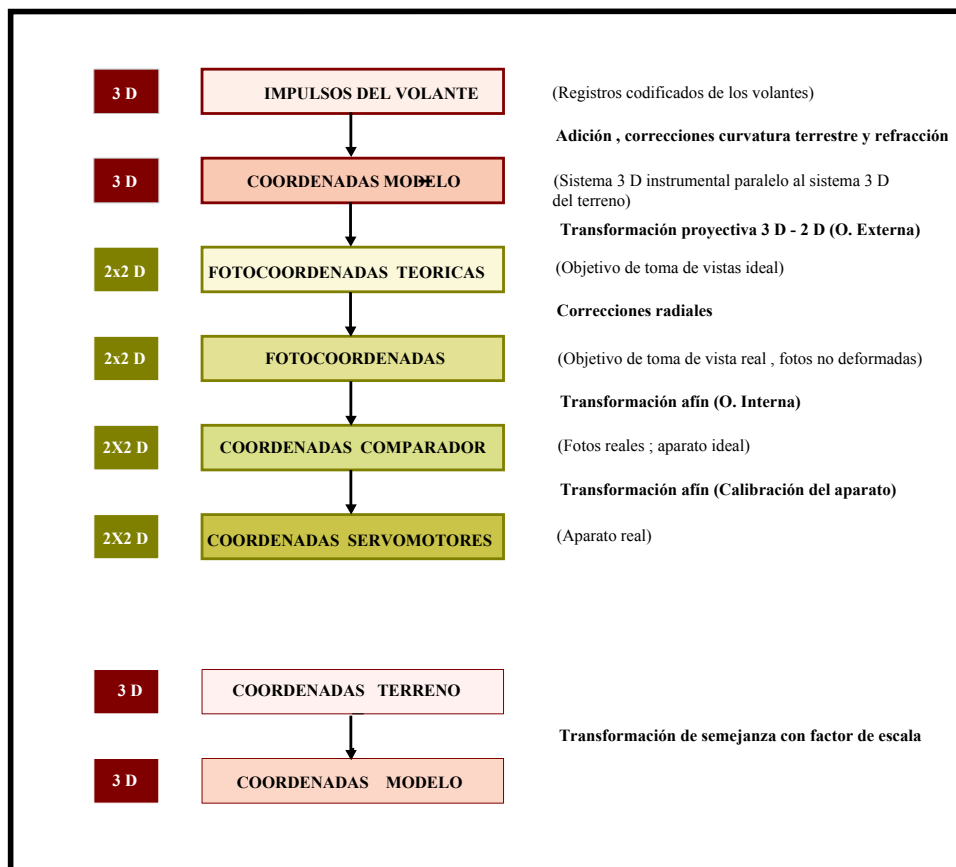 3 D
IMPULSOS DEL VOLANTE
(Registros codificados de los volantes)
Adición , correcciones curvatura terrestre y refracción
3 D
COORDENADAS MODELO
(Sistema 3 D instrumental paralelo al sistema 3 D
del terreno)
Transformación proyectiva 3 D - 2 D (O. Externa)
2x2 D
FOTOCOORDENADAS TEORICAS
(Objetivo de toma de vistas ideal)
Correcciones radiales
2x2 D
FOTOCOORDENADAS
(Objetivo de toma de vista real , fotos no deformadas)
Transformación afín (O. Interna)
2X2 D
COORDENADAS COMPARADOR
(Fotos reales ; aparato ideal)
Transformación afín (Calibración del aparato)
2X2 D
COORDENADAS SERVOMOTORES
(Aparato real)
3 D
COORDENADAS TERRENO
Transformación de semejanza con factor de escala
3 D
COORDENADAS MODELO